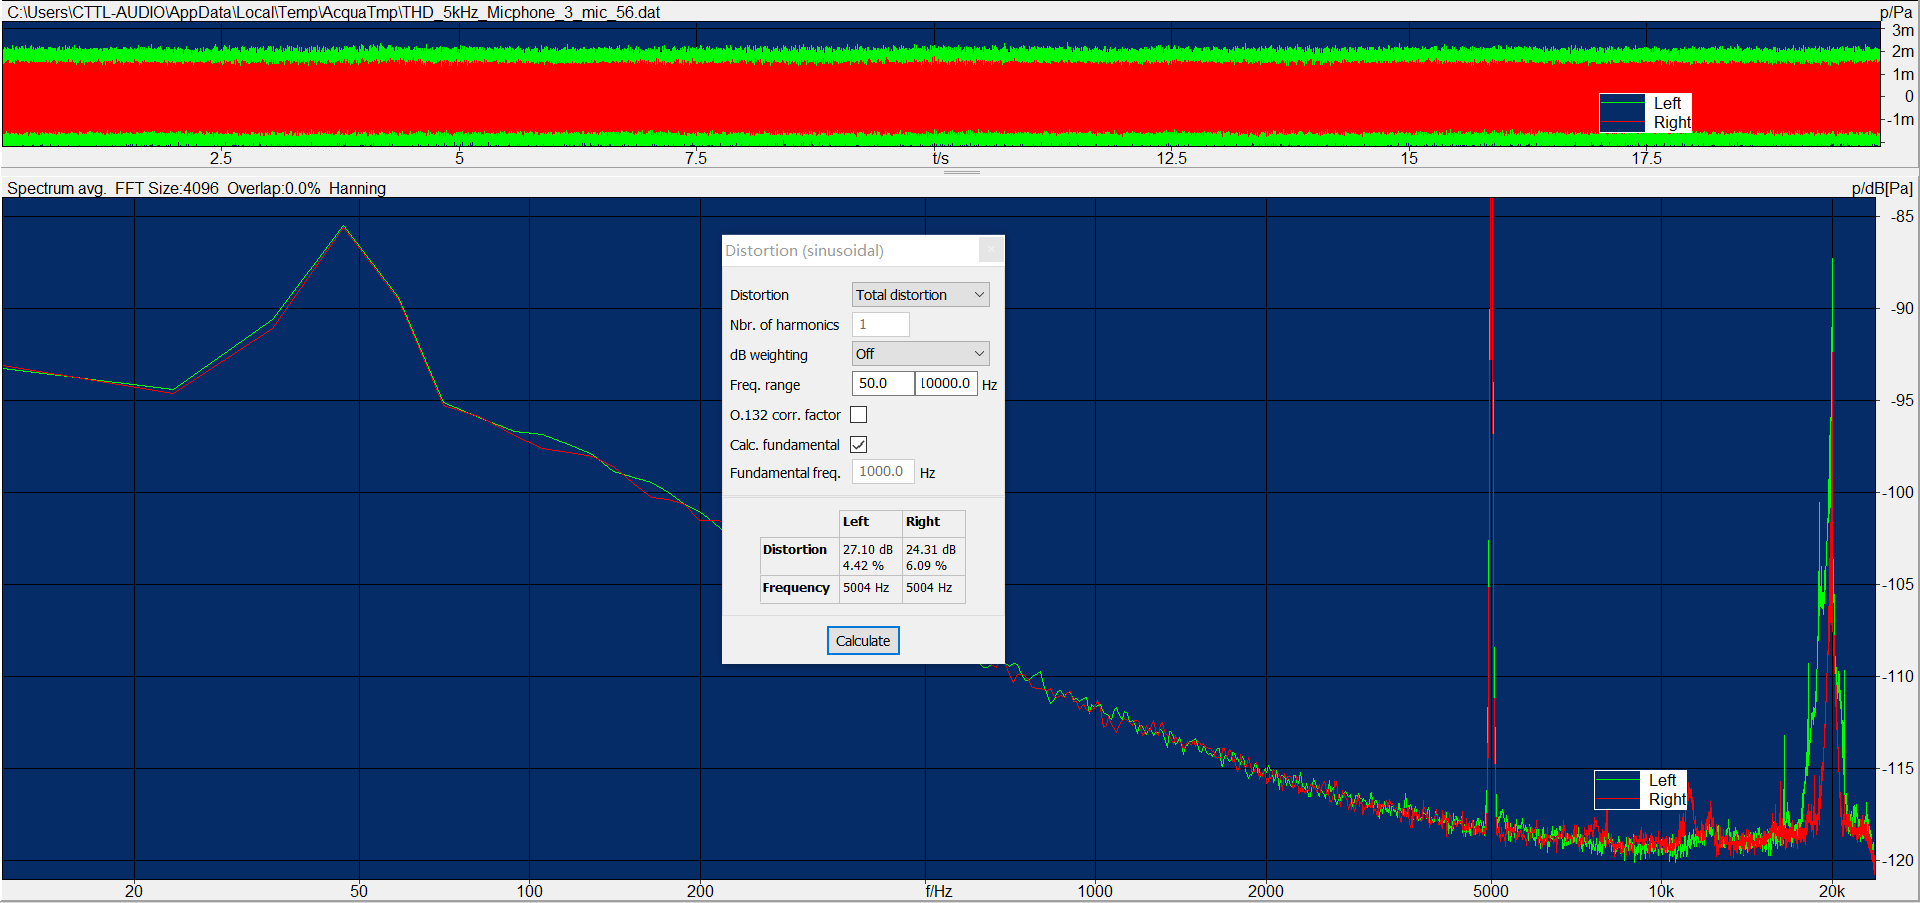 C:\Users\CTTL-AUDIO\AppData\Local\Temp\AcquaTmp\THD_5kHz_Micphone_3_mic_56.dat
p/Pa
3m
2m
1m
0
-1m
Left
Right
2.5 5 7.5 t/s 12.5 15 17.5
Spectrum avg. FFT Size:4096 Overlap:0.0% Hanning
p/dB[Pa]
-85
-90
-95
-100
-105
-110
-115
-120
Distortion (sinusoidal)
Distortion Total distortion
Nbr. of harmonics 1
dB weighting Off
Freq. range 50.0 10000.0 Hz
O.132 corr. factor
Calc. fundamental
Fundamental freq. 1000.0 Hz
Left Right
Distortion 27.10 dB 24.31 dB
4.42 % 6.09 %
Frequency 5004 Hz 5004 Hz
Calculate
Left
Right
20 50 100 200 f/Hz 1000 2000 5000 10k 20k